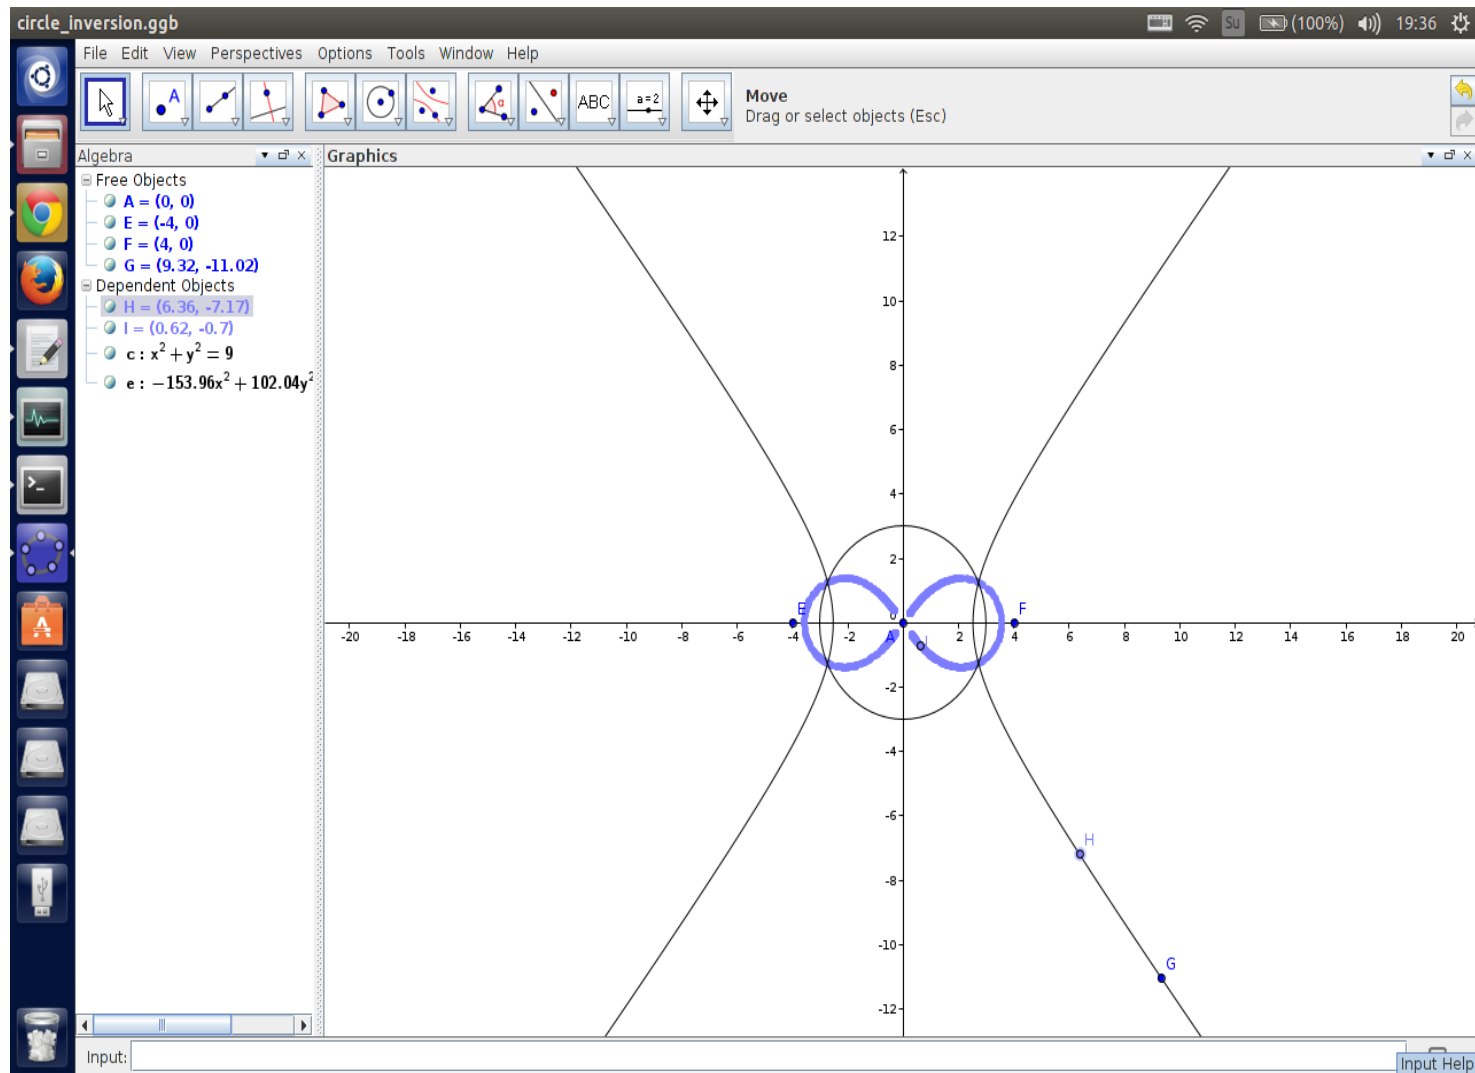 circle_inversion.ggb
Su (100%) 19:36
File Edit View Perspectives Options Tools Window Help
A α ABC a=2
Move
Drag or select objects (Esc)
Algebra
Graphics
Free Objects
A = (0, 0)
E = (-4, 0)
F = (4, 0)
G = (9.32, -11.02)
Dependent Objects
H = (6.36, -7.17)
I = (0.62, -0.7)
c : x² + y² = 9
e : −153.96x² + 102.04y²
12
10
8
6
4
2
0
E F A I
-20 -18 -16 -14 -12 -10 -8 -6 -4 -2 2 4 6 8 10 12 14 16 18 20
-2
-4
-6
H
-8
G
-10
-12
Input:
Input Help